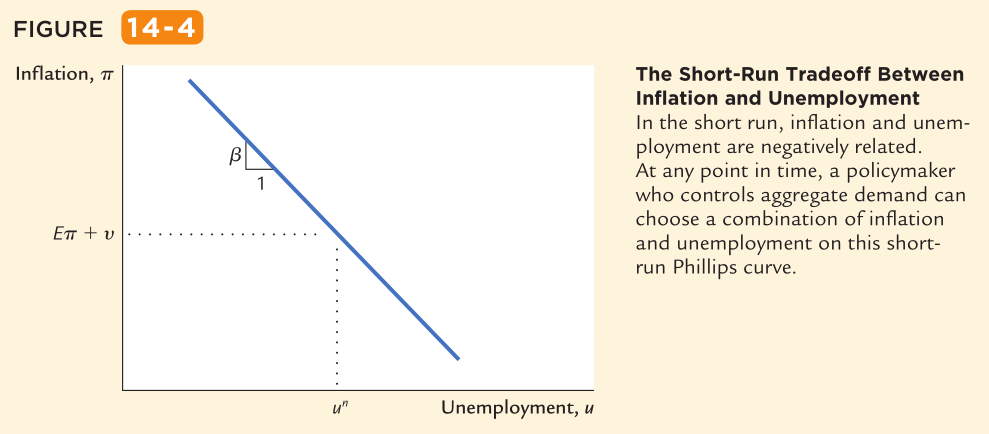 FIGURE 14-4
Inflation, π
β
1
Eπ + υ
uⁿ
Unemployment, u
The Short-Run Tradeoff Between
Inflation and Unemployment
In the short run, inflation and unem-
ployment are negatively related.
At any point in time, a policymaker
who controls aggregate demand can
choose a combination of inflation
and unemployment on this short-
run Phillips curve.